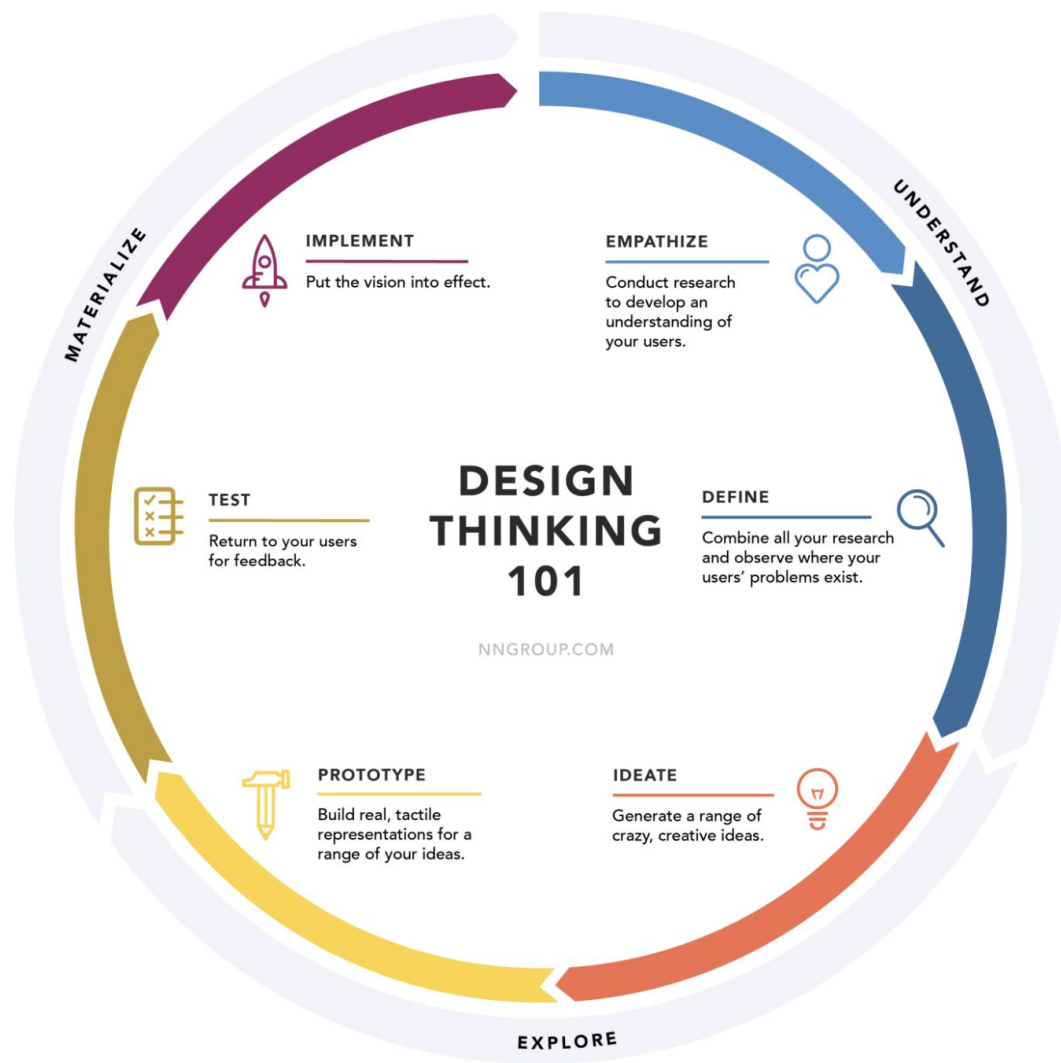 DESIGN
THINKING
101
NNGROUP.COM
UNDERSTAND
EMPATHIZE
Conduct research
to develop an
understanding of
your users.
DEFINE
Combine all your research
and observe where your
users’ problems exist.
EXPLORE
IDEATE
Generate a range of
crazy, creative ideas.
PROTOTYPE
Build real, tactile
representations for a
range of your ideas.
MATERIALIZE
TEST
Return to your users
for feedback.
IMPLEMENT
Put the vision into effect.